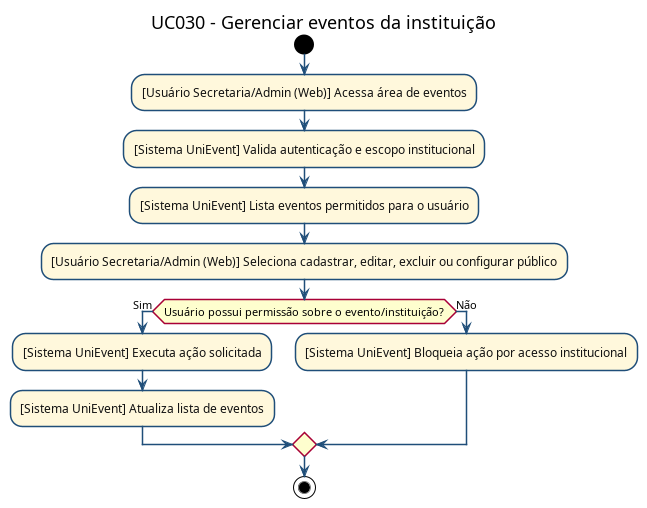 UC030 - Gerenciar eventos da instituição
[Usuário Secretaria/Admin (Web)] Acessa área de eventos
[Sistema UniEvent] Valida autenticação e escopo institucional
[Sistema UniEvent] Lista eventos permitidos para o usuário
[Usuário Secretaria/Admin (Web)] Seleciona cadastrar, editar, excluir ou configurar público
Sim
Usuário possui permissão sobre o evento/instituição?
Não
[Sistema UniEvent] Executa ação solicitada
[Sistema UniEvent] Bloqueia ação por acesso institucional
[Sistema UniEvent] Atualiza lista de eventos